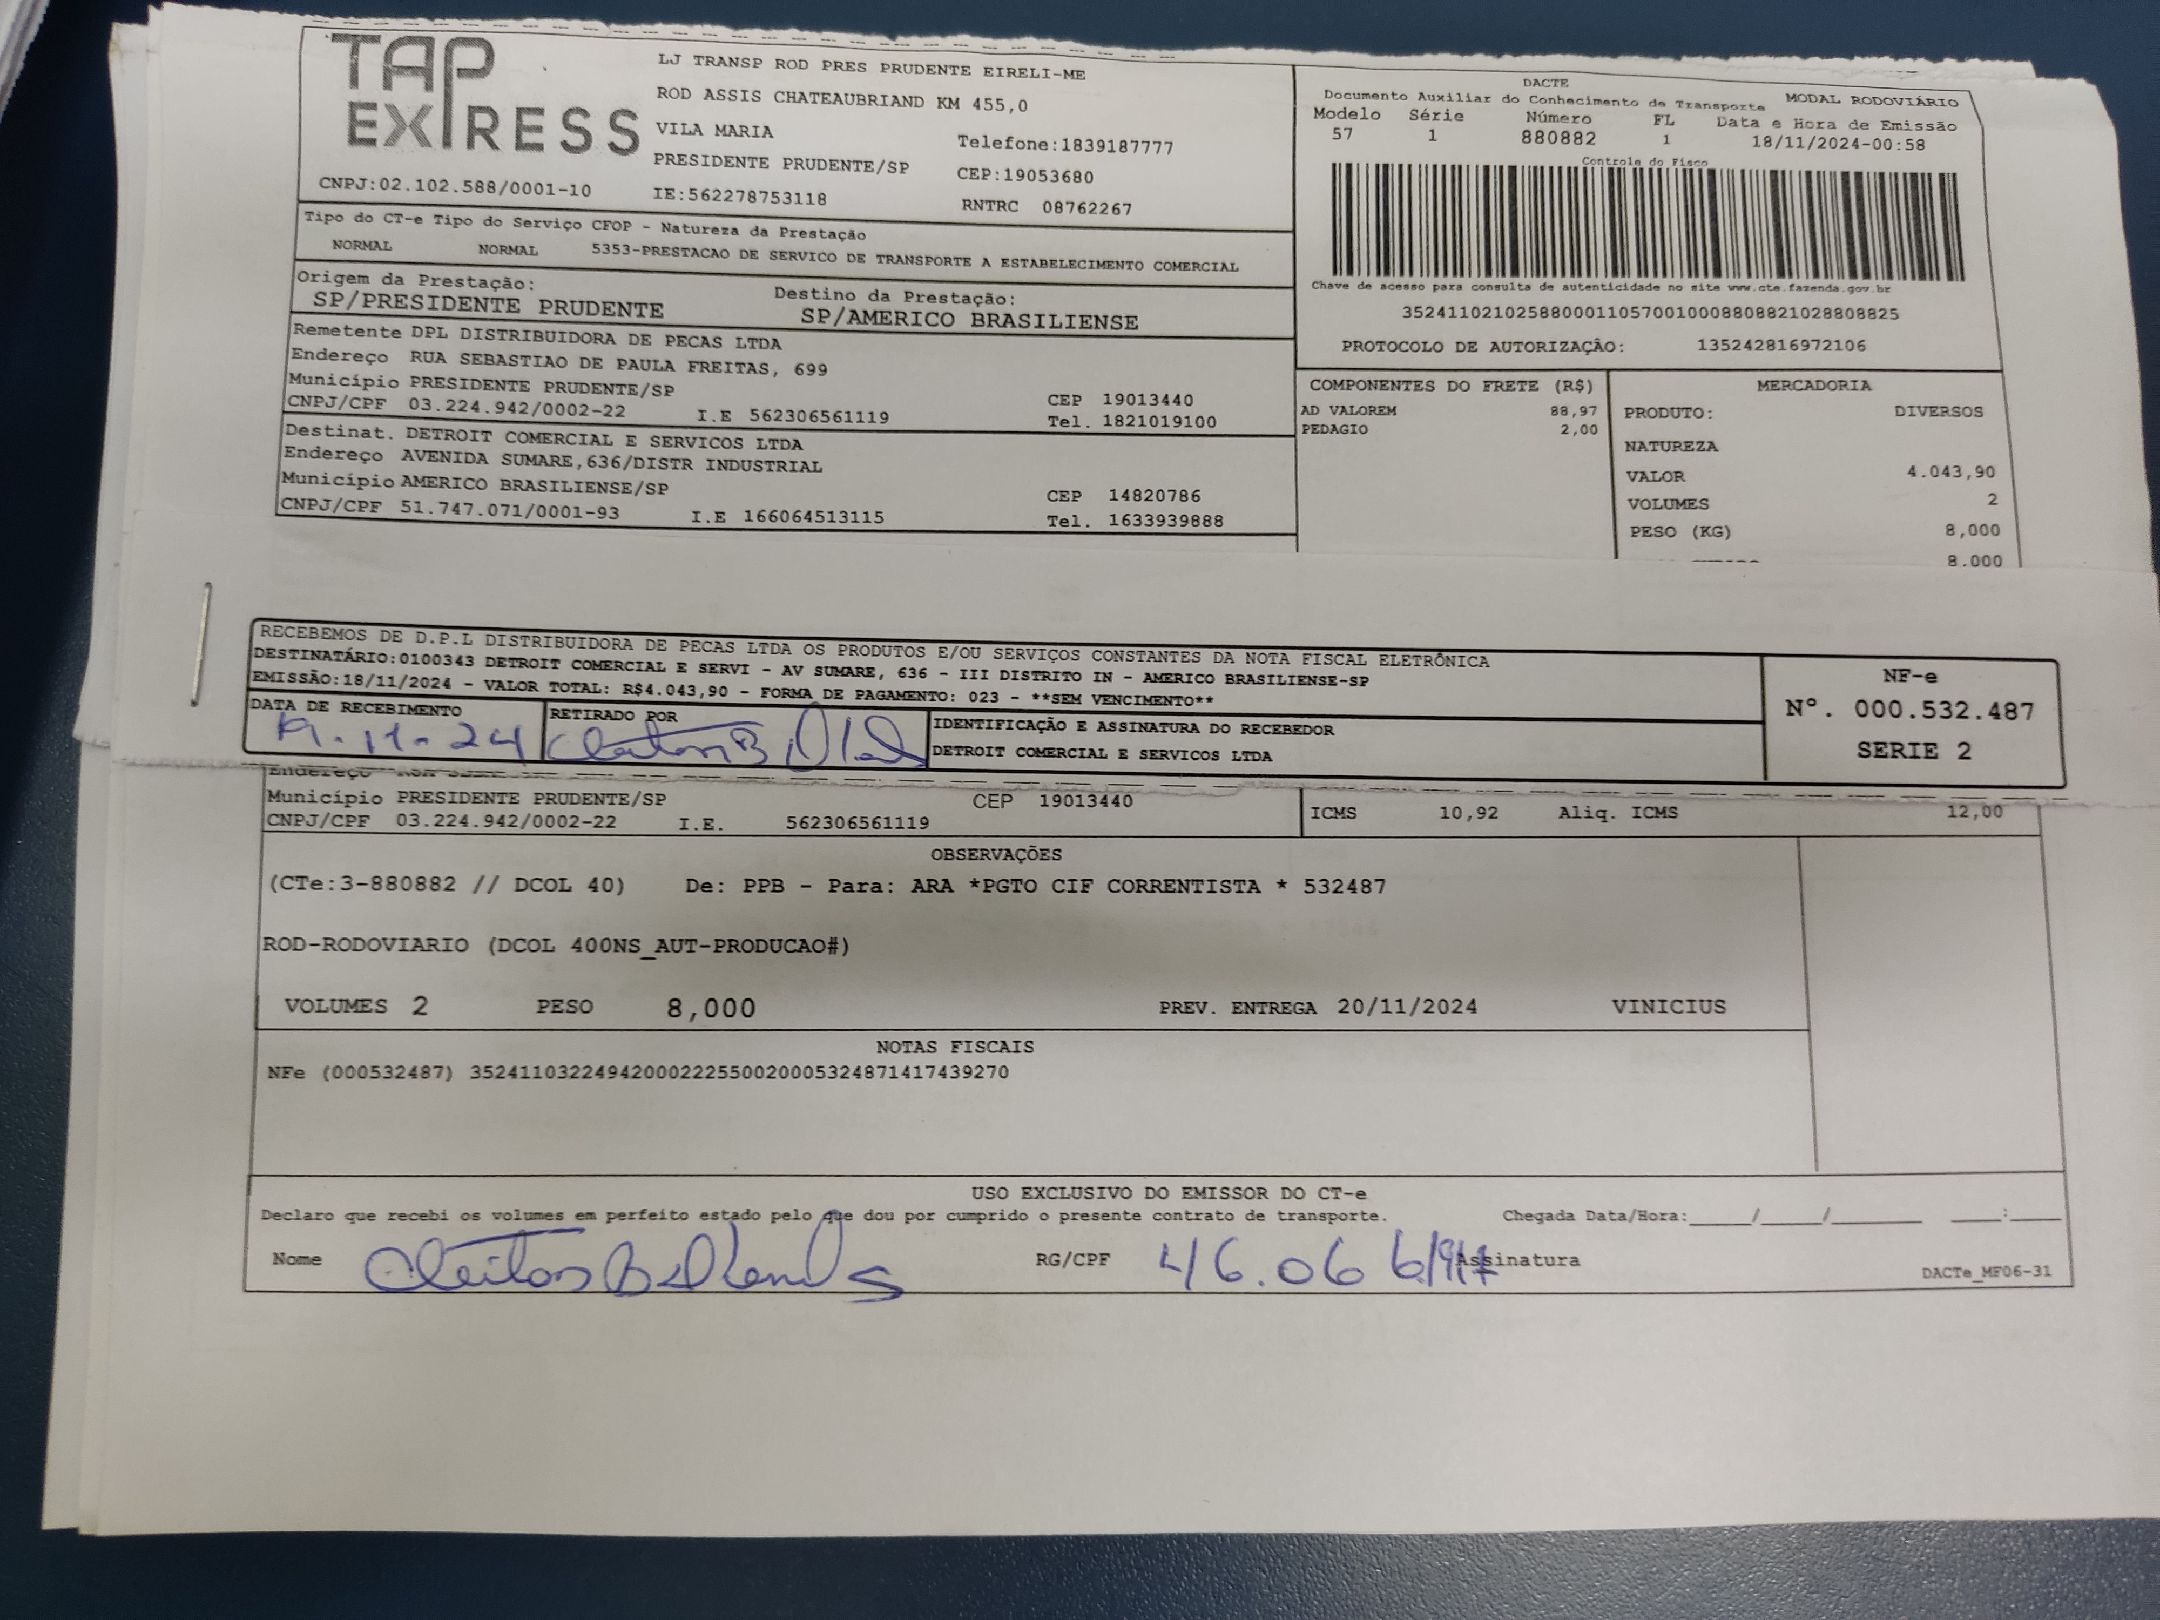 TAP EXPRESS
LJ TRANSP ROD PRES PRUDENTE EIRELI-ME
ROD ASSIS CHATEAUBRIAND KM 455,0
VILA MARIA
Telefone:1839187777
PRESIDENTE PRUDENTE/SP CEP:19053680
CNPJ:02.102.588/0001-10 IE:562278753118 RNTRC 08762267
DACTE
Documento Auxiliar do Conhecimento de Transporte MODAL RODOVIÁRIO
Modelo Série Número FL Data e Hora de Emissão
57 1 880882 1 18/11/2024-00:58
Controle do Fisco
Chave de acesso para consulta de autenticidade no site www.cte.fazenda.gov.br
35241102102588000110570010008808821028808825
PROTOCOLO DE AUTORIZAÇÃO: 135242816972106
Tipo do CT-e Tipo do Serviço CFOP - Natureza da Prestação
NORMAL NORMAL 5353-PRESTACAO DE SERVICO DE TRANSPORTE A ESTABELECIMENTO COMERCIAL
Origem da Prestação: Destino da Prestação:
SP/PRESIDENTE PRUDENTE SP/AMERICO BRASILIENSE
Remetente DPL DISTRIBUIDORA DE PECAS LTDA
Endereço RUA SEBASTIAO DE PAULA FREITAS, 699
Município PRESIDENTE PRUDENTE/SP CEP 19013440
CNPJ/CPF 03.224.942/0002-22 I.E 562306561119 Tel. 1821019100
Destinat. DETROIT COMERCIAL E SERVICOS LTDA
Endereço AVENIDA SUMARE,636/DISTR INDUSTRIAL
Município AMERICO BRASILIENSE/SP CEP 14820786
CNPJ/CPF 51.747.071/0001-93 I.E 166064513115 Tel. 1633939888
COMPONENTES DO FRETE (R$)
AD VALOREM 88,97
PEDAGIO 2,00
MERCADORIA
PRODUTO: DIVERSOS
NATUREZA
VALOR 4.043,90
VOLUMES 2
PESO (KG) 8,000
8.000
RECEBEMOS DE D.P.L DISTRIBUIDORA DE PECAS LTDA OS PRODUTOS E/OU SERVIÇOS CONSTANTES DA NOTA FISCAL ELETRÔNICA
DESTINATÁRIO:0100343 DETROIT COMERCIAL E SERVI - AV SUMARE, 636 - III DISTRITO IN - AMERICO BRASILIENSE-SP
EMISSÃO:18/11/2024 - VALOR TOTAL: R$4.043,90 - FORMA DE PAGAMENTO: 023 - **SEM VENCIMENTO**
DATA DE RECEBIMENTO RETIRADO POR IDENTIFICAÇÃO E ASSINATURA DO RECEBEDOR
19-11-24
DETROIT COMERCIAL E SERVICOS LTDA
NF-e
Nº. 000.532.487
SERIE 2
Endereço
Município PRESIDENTE PRUDENTE/SP CEP 19013440
CNPJ/CPF 03.224.942/0002-22 I.E. 562306561119
ICMS 10,92 Aliq. ICMS 12,00
OBSERVAÇÕES
(CTe:3-880882 // DCOL 40) De: PPB - Para: ARA *PGTO CIF CORRENTISTA * 532487
ROD-RODOVIARIO (DCOL 400NS_AUT-PRODUCAO#)
VOLUMES 2 PESO 8,000 PREV. ENTREGA 20/11/2024 VINICIUS
NOTAS FISCAIS
NFe (000532487) 35241103224942000222550020005324871417439270
USO EXCLUSIVO DO EMISSOR DO CT-e
Declaro que recebi os volumes em perfeito estado pelo que dou por cumprido o presente contrato de transporte. Chegada Data/Hora:____/____/______ ___:____
Nome Cleiton RG/CPF 46.06 Assinatura
DACTe_MF06-31